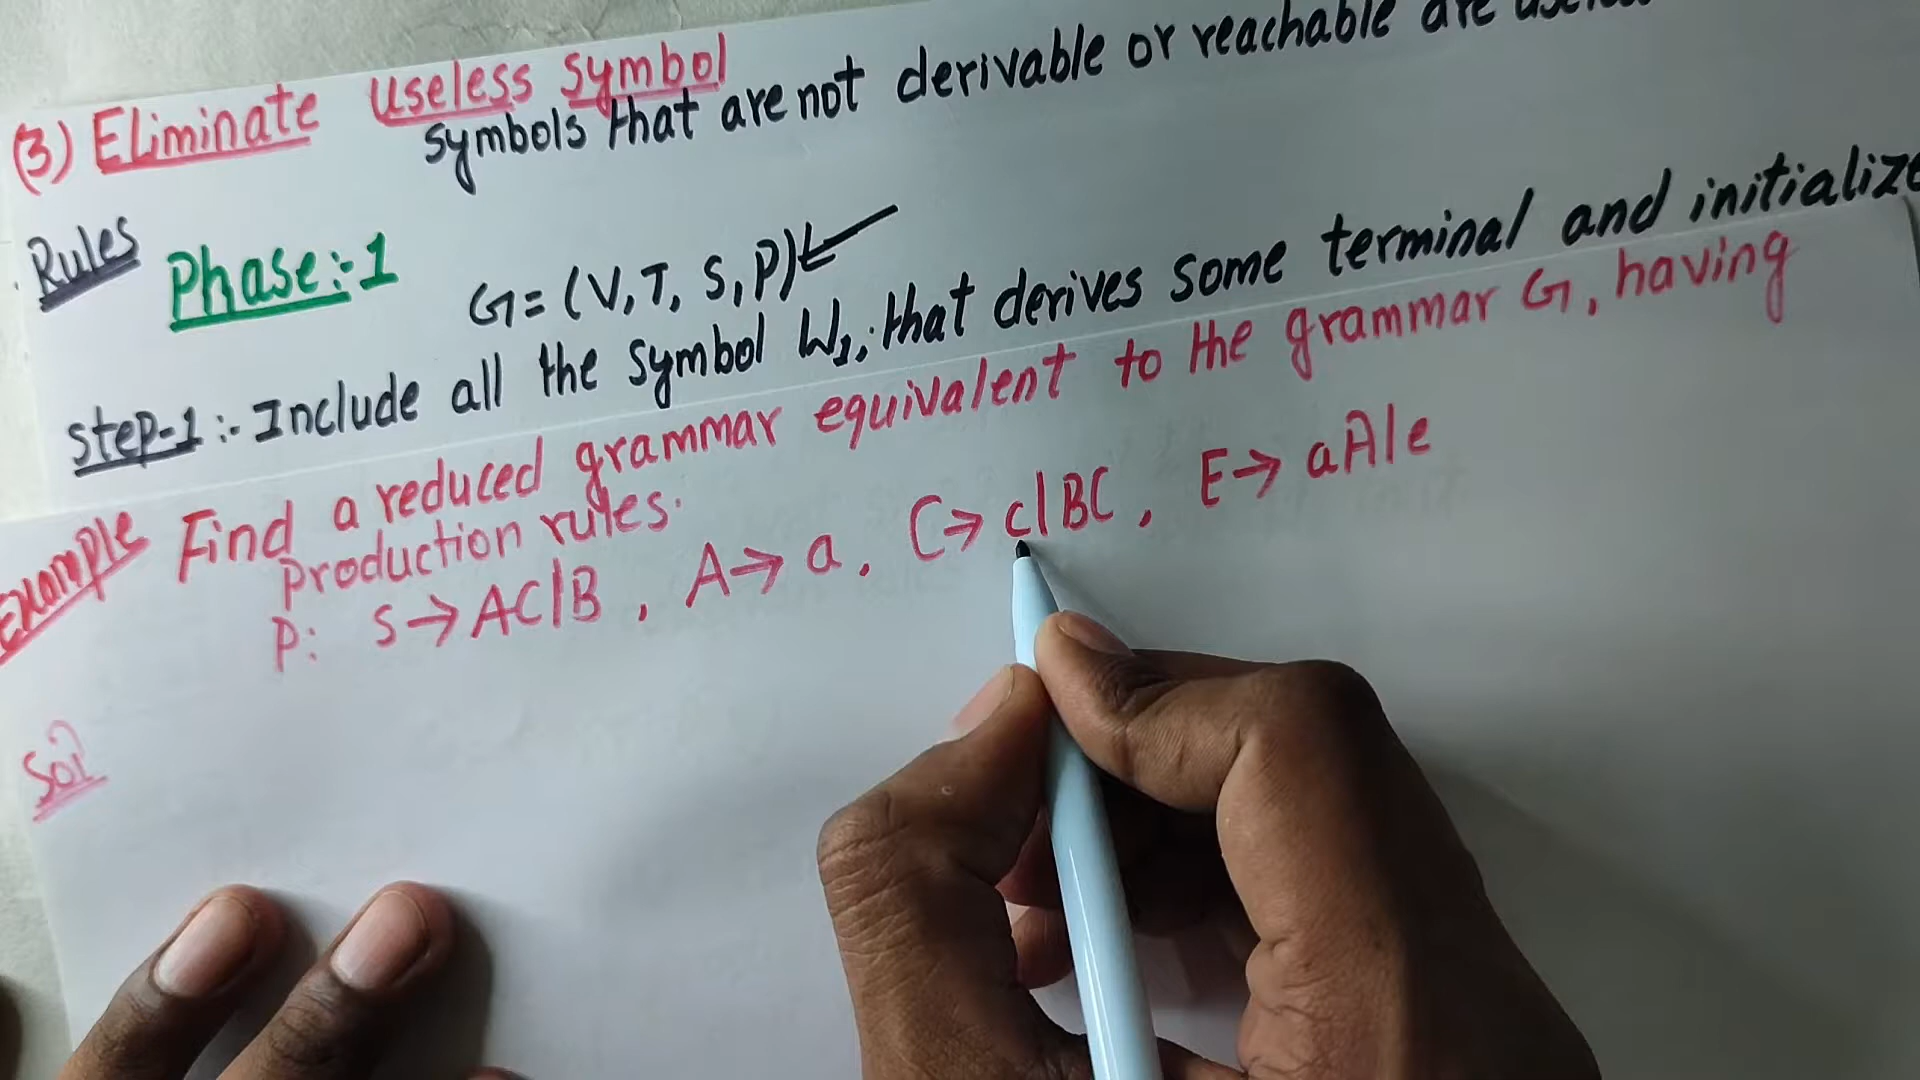 (3) Eliminate Useless Symbol
symbols that are not derivable or reachable are
Rules
Phase:-1
G = (V, T, S, P)
Step-1:- Include all the symbol W₁, that derives some terminal and initialize
Example Find a reduced grammar equivalent to the grammar G, having
production rules.
P: S → AC|B , A → a , C → c|BC , E → aA|e
Sol